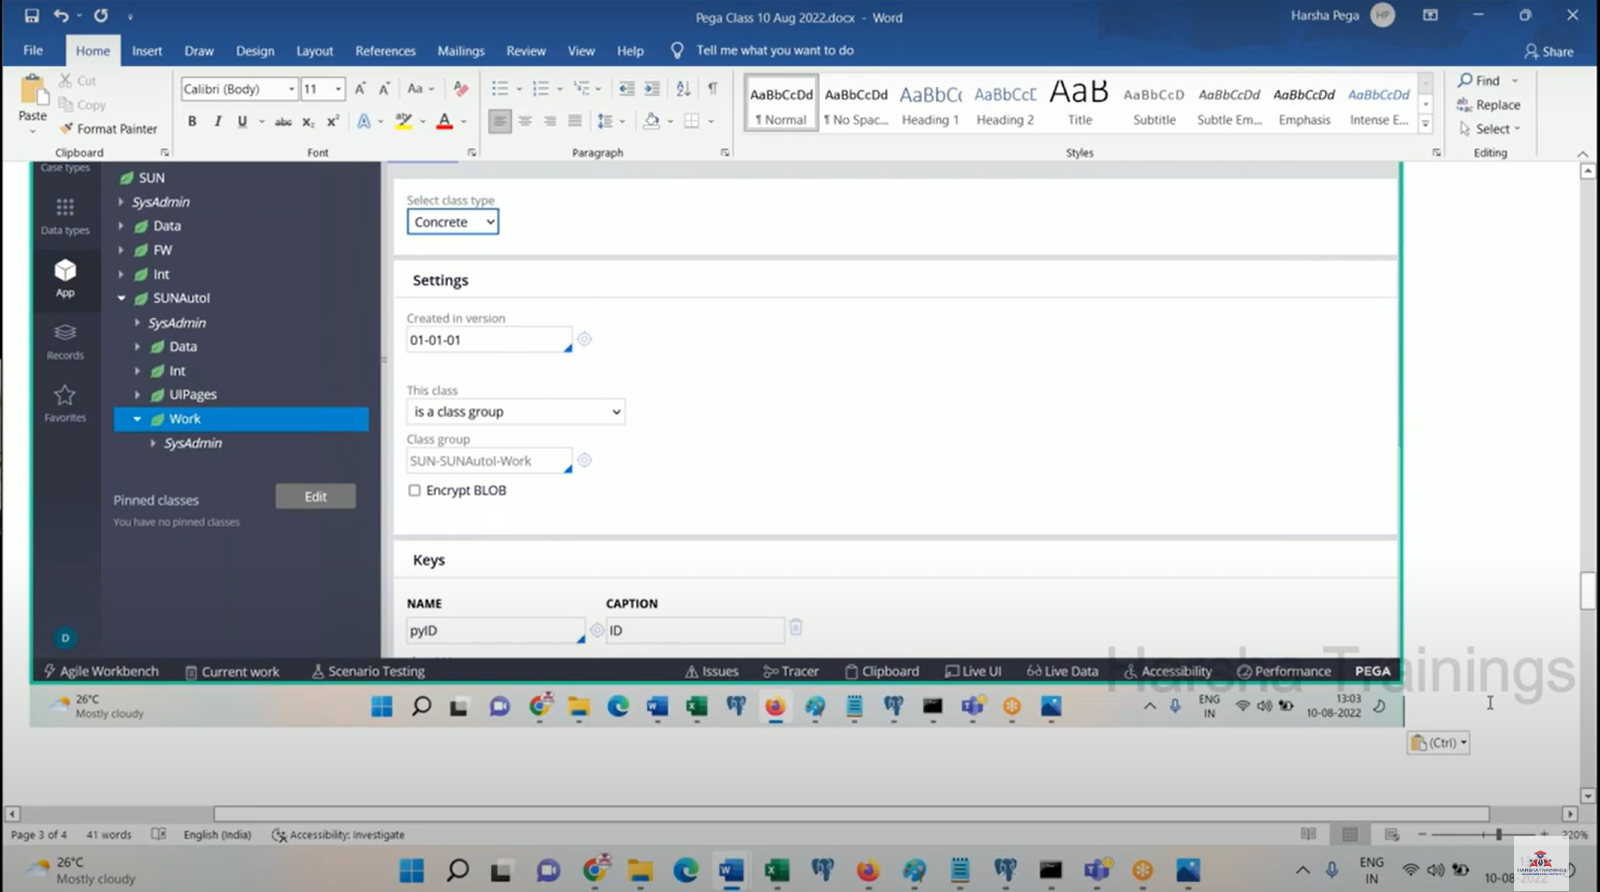 Pega Class 10 Aug 2022.docx - Word
Harsha Pega
HP
File Home Insert Draw Design Layout References Mailings Review View Help Tell me what you want to do
Share
Paste
Cut
Copy
Format Painter
Clipboard
Calibri (Body) 11
Font
Paragraph
AaBbCcDd AaBbCcDd AaBbC AaBbCcD AaB AaBbCcD AaBbCcDd AaBbCcDd AaBbCcDd
¶ Normal ¶ No Spac... Heading 1 Heading 2 Title Subtitle Subtle Em... Emphasis Intense E...
Styles
Find
Replace
Select
Editing
Case types
Data types
App
Records
Favorites
D
SUN
SysAdmin
Data
FW
Int
SUNAutoI
SysAdmin
Data
Int
UIPages
Work
SysAdmin
Pinned classes
Edit
You have no pinned classes
Select class type
Concrete
Settings
Created in version
01-01-01
This class
is a class group
Class group
SUN-SUNAutoI-Work
Encrypt BLOB
Keys
NAME CAPTION
pyID ID
Agile Workbench Current work Scenario Testing Issues Tracer Clipboard Live UI Live Data Accessibility Performance PEGA
Harsha Trainings
26°C
Mostly cloudy
ENG
IN
13:03
10-08-2022
(Ctrl)
Page 3 of 4 41 words English (India) Accessibility: Investigate
220%
26°C
Mostly cloudy
ENG
IN
HARSHA TRAININGS